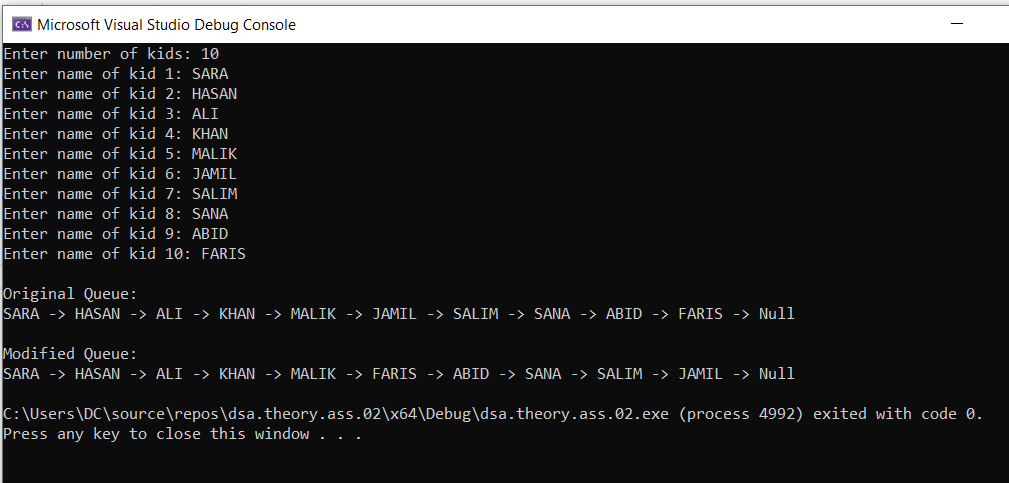 Microsoft Visual Studio Debug Console
Enter number of kids: 10
Enter name of kid 1: SARA
Enter name of kid 2: HASAN
Enter name of kid 3: ALI
Enter name of kid 4: KHAN
Enter name of kid 5: MALIK
Enter name of kid 6: JAMIL
Enter name of kid 7: SALIM
Enter name of kid 8: SANA
Enter name of kid 9: ABID
Enter name of kid 10: FARIS
Original Queue:
SARA -> HASAN -> ALI -> KHAN -> MALIK -> JAMIL -> SALIM -> SANA -> ABID -> FARIS -> Null
Modified Queue:
SARA -> HASAN -> ALI -> KHAN -> MALIK -> FARIS -> ABID -> SANA -> SALIM -> JAMIL -> Null
C:\Users\DC\source\repos\dsa.theory.ass.02\x64\Debug\dsa.theory.ass.02.exe (process 4992) exited with code 0.
Press any key to close this window . . .